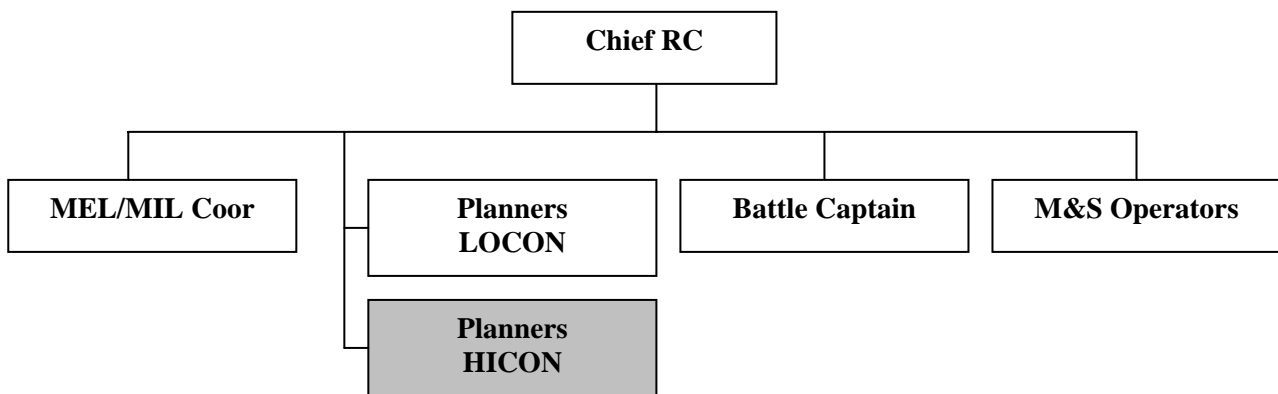 Chief RC
MEL/MIL Coor
Planners
LOCON
Battle Captain
M&S Operators
Planners
HICON